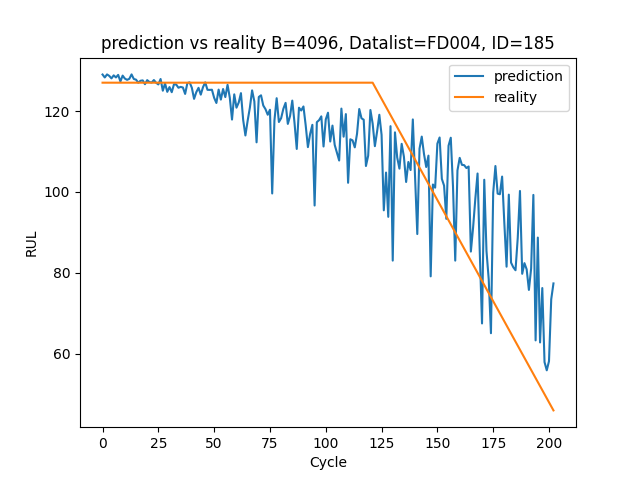 prediction vs reality B=4096, Datalist=FD004, ID=185
prediction
reality
120
100
80
60
RUL
0 25 50 75 100 125 150 175 200
Cycle